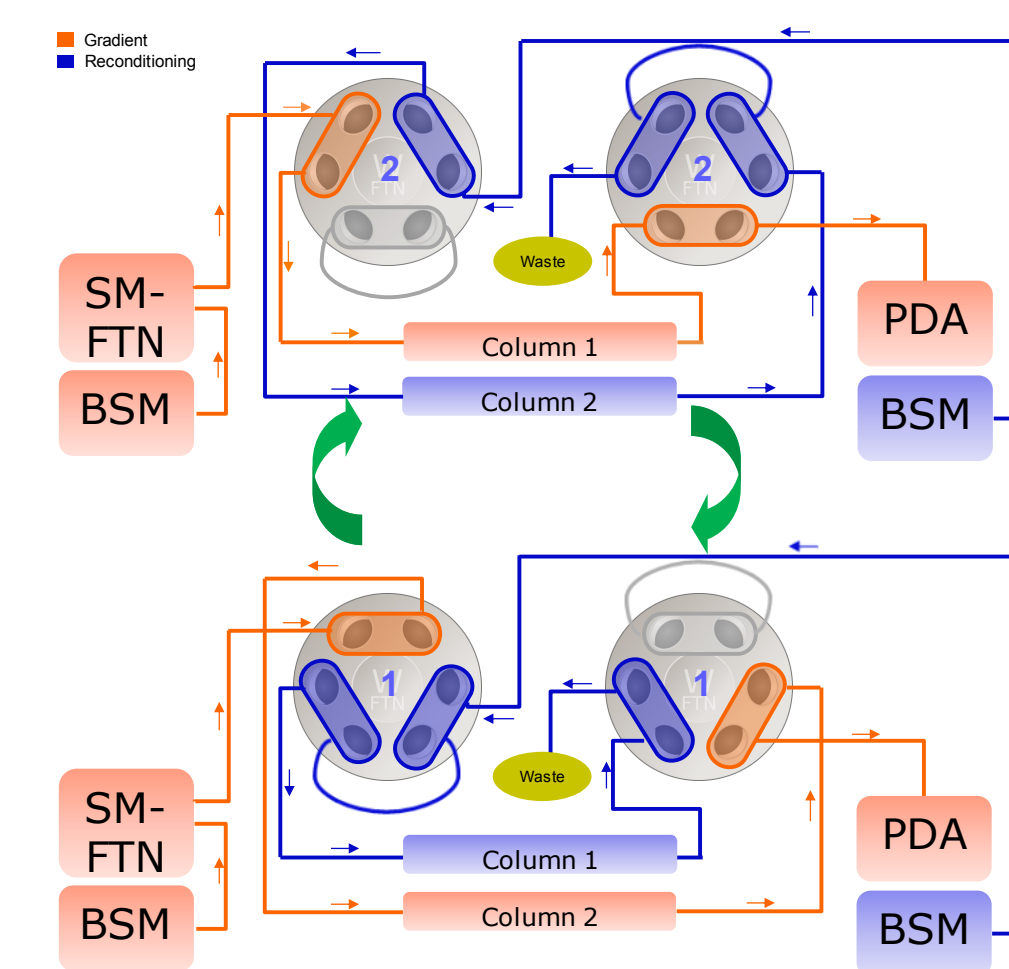 Gradient
Reconditioning
2
W
FTN
2
W
FTN
Waste
SM-
FTN
BSM
Column 1
Column 2
PDA
BSM
1
W
FTN
1
W
FTN
Waste
SM-
FTN
BSM
Column 1
Column 2
PDA
BSM